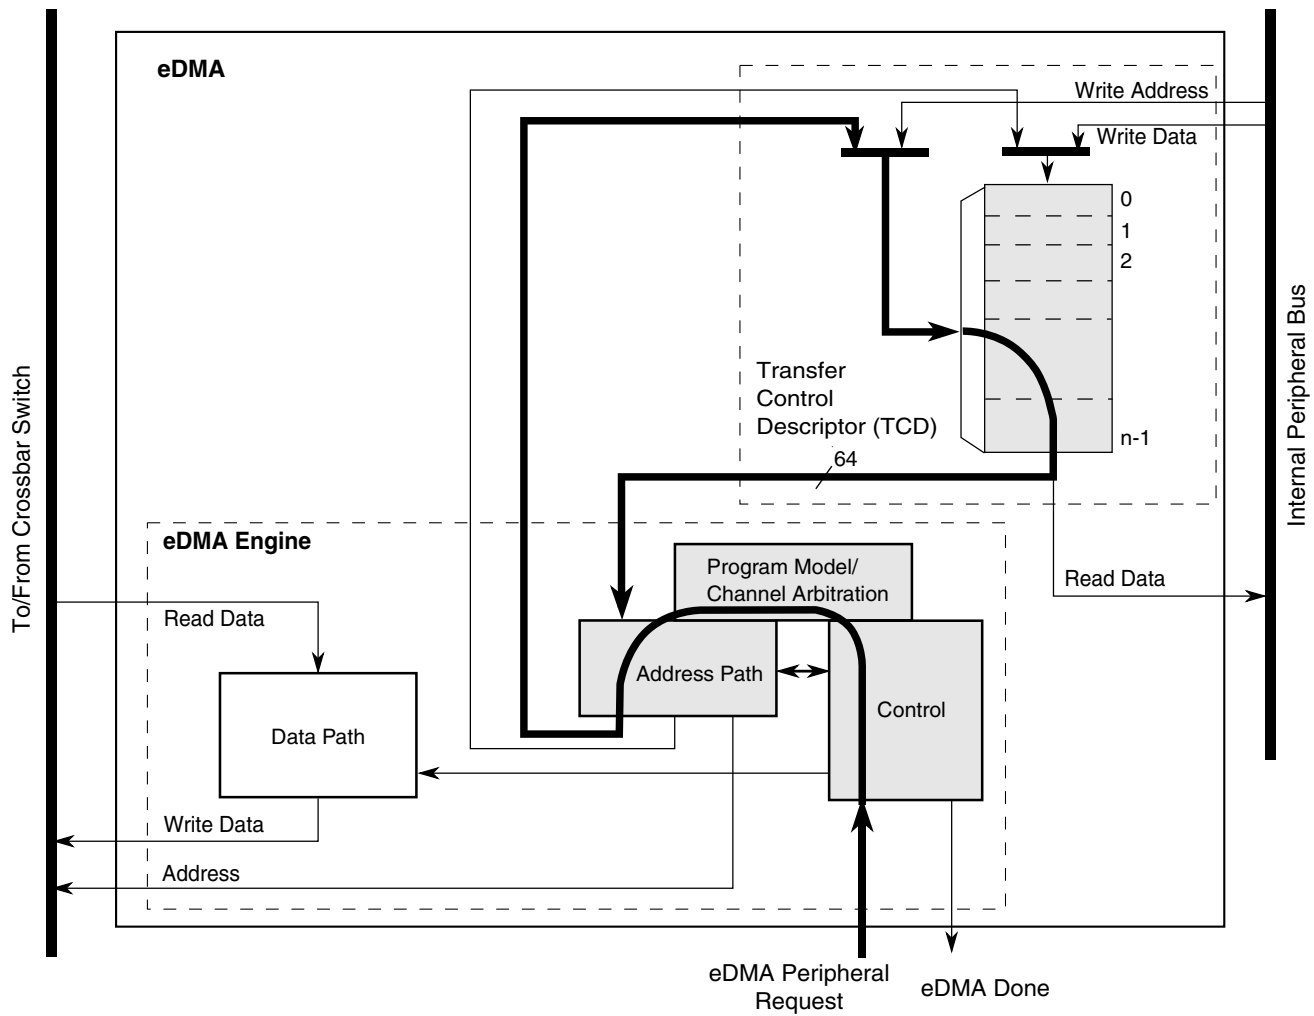 eDMA
Write Address
Write Data
0
1
2
n-1
Transfer
Control
Descriptor (TCD)
64
To/From Crossbar Switch
Internal Peripheral Bus
eDMA Engine
Program Model/
Channel Arbitration
Read Data
Read Data
Address Path
Control
Data Path
Write Data
Address
eDMA Peripheral
Request
eDMA Done